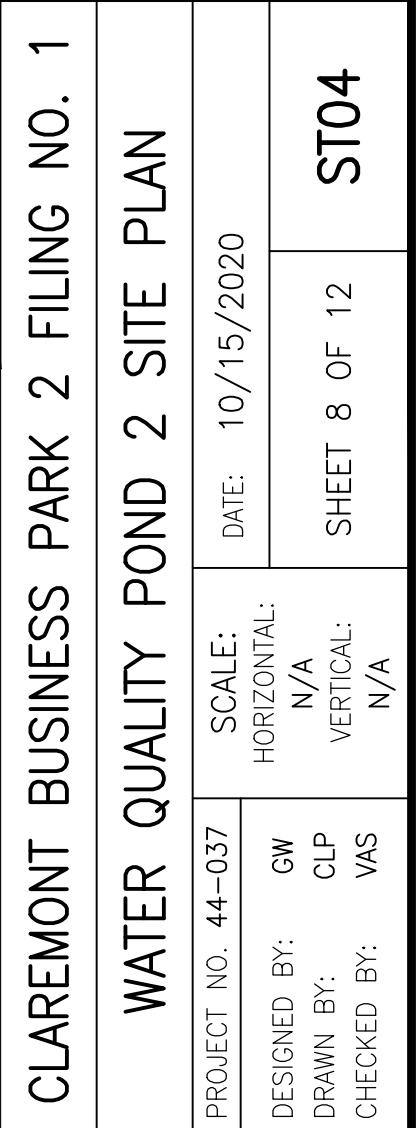 CLAREMONT BUSINESS PARK 2 FILING NO. 1
WATER QUALITY POND 2 SITE PLAN
PROJECT NO. 44-037
DESIGNED BY: GW
DRAWN BY: CLP
CHECKED BY: VAS
SCALE:
HORIZONTAL:
N/A
VERTICAL:
N/A
DATE: 10/15/2020
SHEET 8 OF 12
ST04